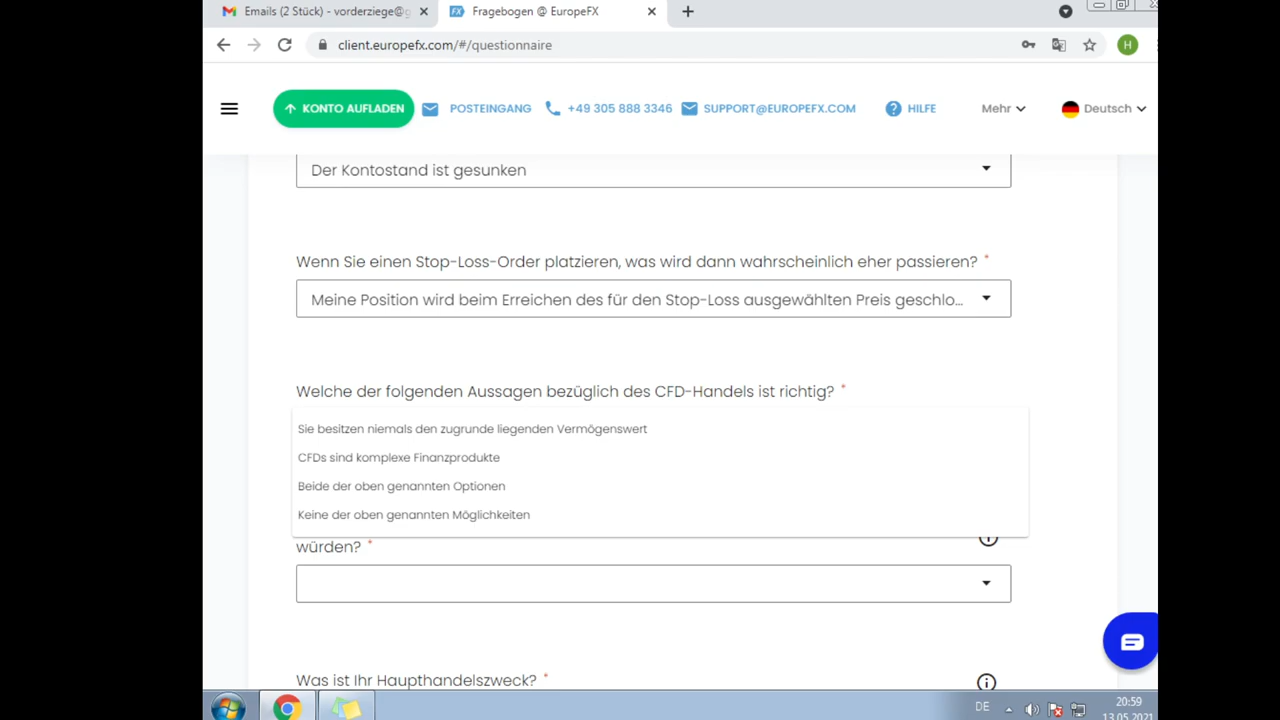 Emails (2 Stück) - vorderziege@g
Fragebogen @ EuropeFX
client.europefx.com/#/questionnaire
H
KONTO AUFLADEN
POSTEINGANG
+49 305 888 3346
SUPPORT@EUROPEFX.COM
HILFE
Mehr
Deutsch
Der Kontostand ist gesunken
Wenn Sie einen Stop-Loss-Order platzieren, was wird dann wahrscheinlich eher passieren? *
Meine Position wird beim Erreichen des für den Stop-Loss ausgewählten Preis geschlo...
Welche der folgenden Aussagen bezüglich des CFD-Handels ist richtig? *
Sie besitzen niemals den zugrunde liegenden Vermögenswert
CFDs sind komplexe Finanzprodukte
Beide der oben genannten Optionen
Keine der oben genannten Möglichkeiten
würden? *
Was ist Ihr Haupthandelszweck? *
DE
20:59
13.05.2021